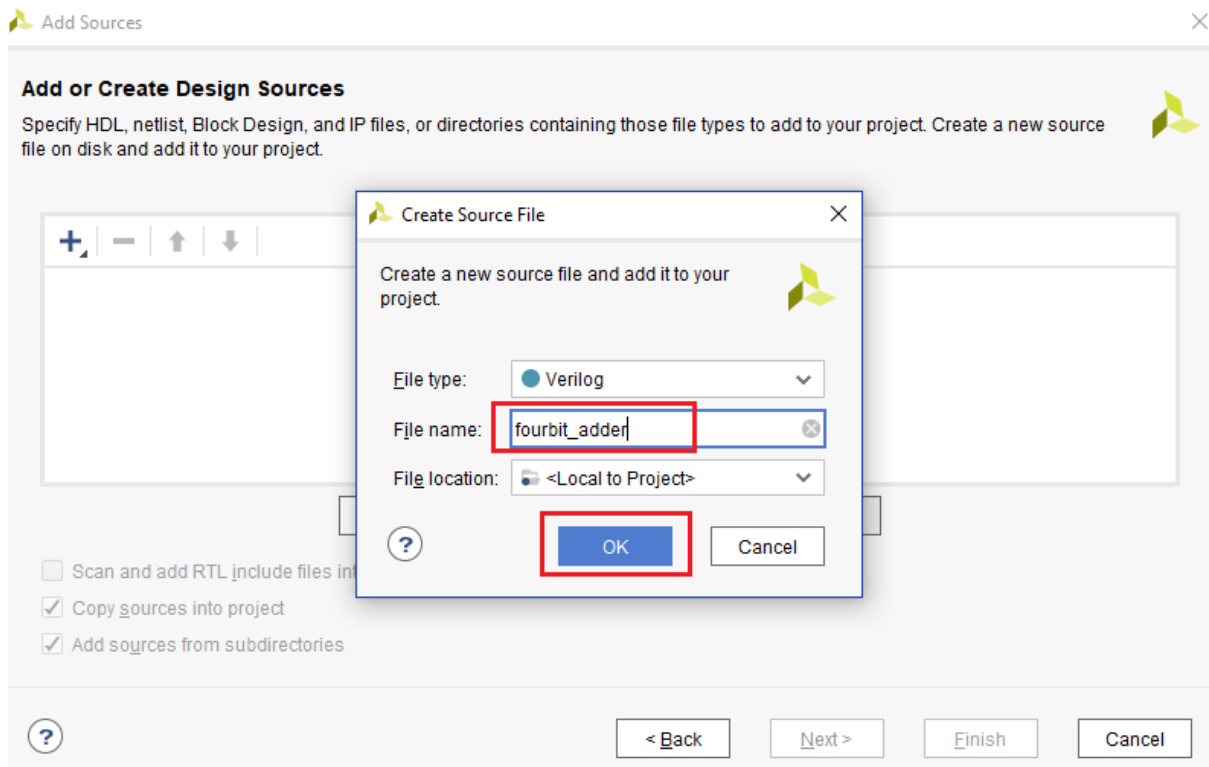 Add Sources
Add or Create Design Sources
Specify HDL, netlist, Block Design, and IP files, or directories containing those file types to add to your project. Create a new source
file on disk and add it to your project.
Create Source File
Create a new source file and add it to your
project.
File type:
Verilog
File name:
fourbit_adder
File location:
<Local to Project>
?
OK
Cancel
Scan and add RTL include files int
Copy sources into project
Add sources from subdirectories
?
< Back
Next >
Finish
Cancel